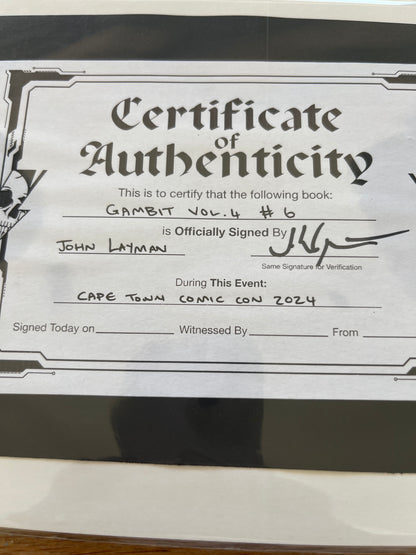 Certificate
of
Authenticity
This is to certify that the following book:
GAMBIT VOL. 4 # 6
is Officially Signed By
JOHN LAYMAN
Same Signature for Verification
During This Event:
CAPE TOWN COMIC CON 2024
Signed Today on Witnessed By From